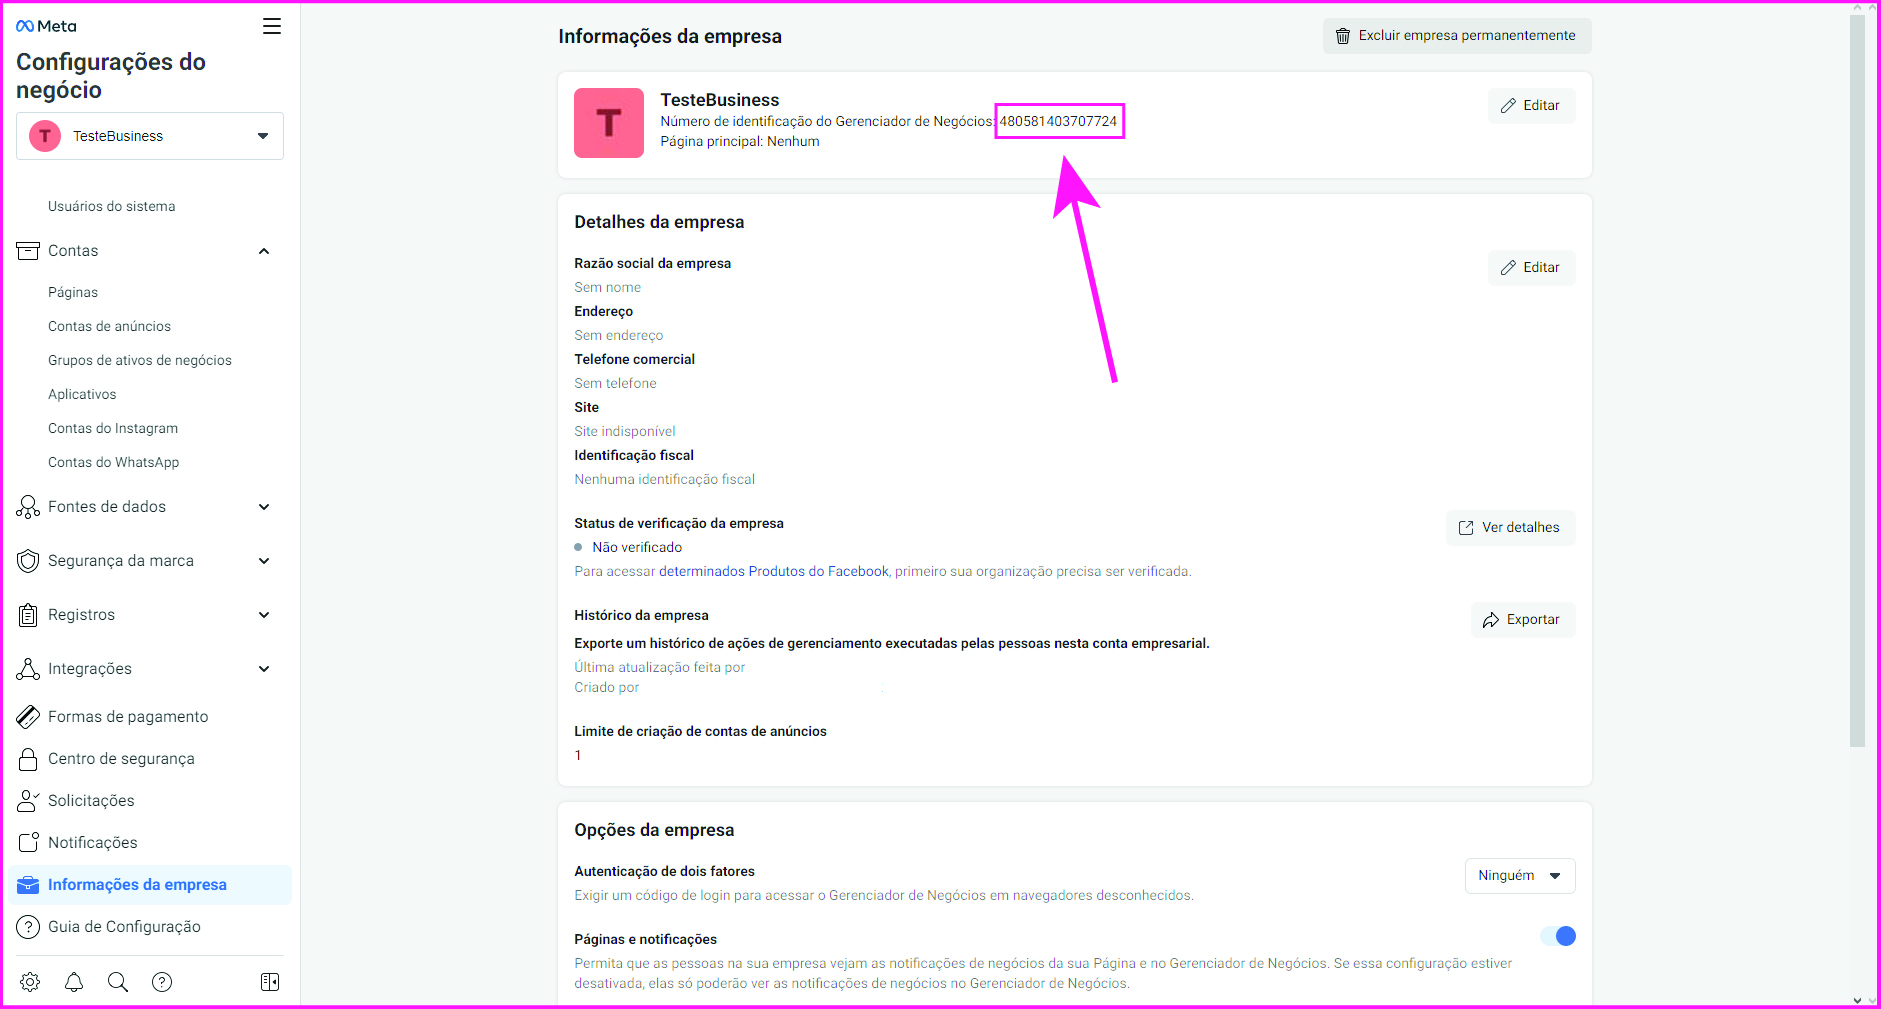 Meta
Configurações do
negócio
T
TesteBusiness
Usuários do sistema
Contas
Páginas
Contas de anúncios
Grupos de ativos de negócios
Aplicativos
Contas do Instagram
Contas do WhatsApp
Fontes de dados
Segurança da marca
Registros
Integrações
Formas de pagamento
Centro de segurança
Solicitações
Notificações
Informações da empresa
Guia de Configuração
Informações da empresa
Excluir empresa permanentemente
T
TesteBusiness
Número de identificação do Gerenciador de Negócios: 480581403707724
Página principal: Nenhum
Editar
Detalhes da empresa
Razão social da empresa
Editar
Sem nome
Endereço
Sem endereço
Telefone comercial
Sem telefone
Site
Site indisponível
Identificação fiscal
Nenhuma identificação fiscal
Status de verificação da empresa
Ver detalhes
Não verificado
Para acessar determinados Produtos do Facebook, primeiro sua organização precisa ser verificada.
Histórico da empresa
Exportar
Exporte um histórico de ações de gerenciamento executadas pelas pessoas nesta conta empresarial.
Última atualização feita por
Criado por
Limite de criação de contas de anúncios
1
Opções da empresa
Autenticação de dois fatores
Ninguém
Exigir um código de login para acessar o Gerenciador de Negócios em navegadores desconhecidos.
Páginas e notificações
Permita que as pessoas na sua empresa vejam as notificações de negócios da sua Página e no Gerenciador de Negócios. Se essa configuração estiver
desativada, elas só poderão ver as notificações de negócios no Gerenciador de Negócios.